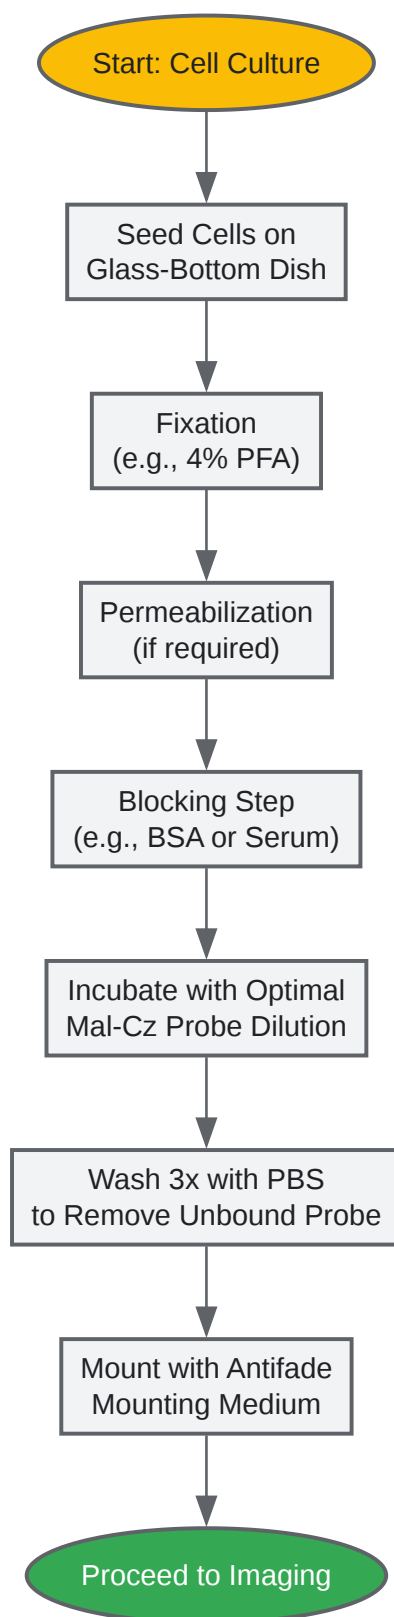 Start: Cell Culture
Seed Cells on
Glass-Bottom Dish
Fixation
(e.g., 4% PFA)
Permeabilization
(if required)
Blocking Step
(e.g., BSA or Serum)
Incubate with Optimal
Mal-Cz Probe Dilution
Wash 3x with PBS
to Remove Unbound Probe
Mount with Antifade
Mounting Medium
Proceed to Imaging